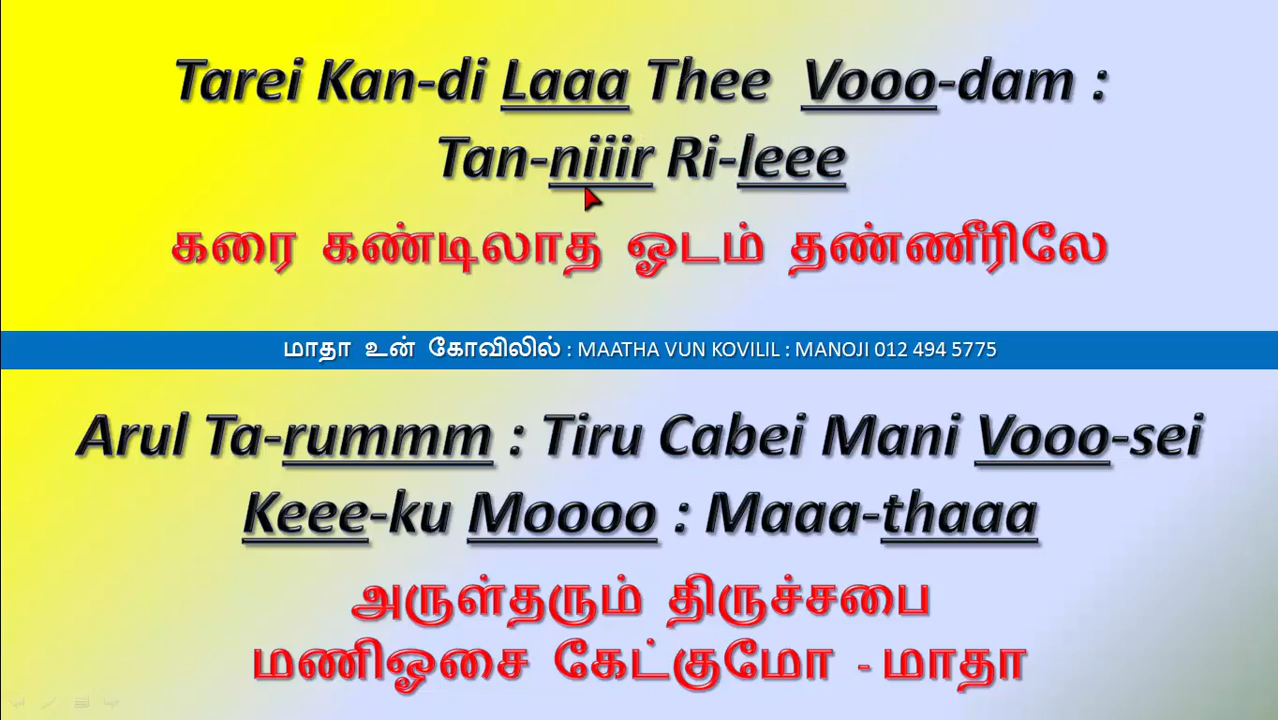 Tarei Kan-di Laaa Thee Vooo-dam :
Tan-niiir Ri-leee
கரை கண்டிலாத ஓடம் தண்ணீரிலே
மாதா உன் கோவிலில் : MAATHA VUN KOVILIL : MANOJI 012 494 5775
Arul Ta-rummm : Tiru Cabei Mani Vooo-sei
Keee-ku Moooo : Maaa-thaaa
அருள்தரும் திருச்சபை
மணிஓசை கேட்குமோ - மாதா